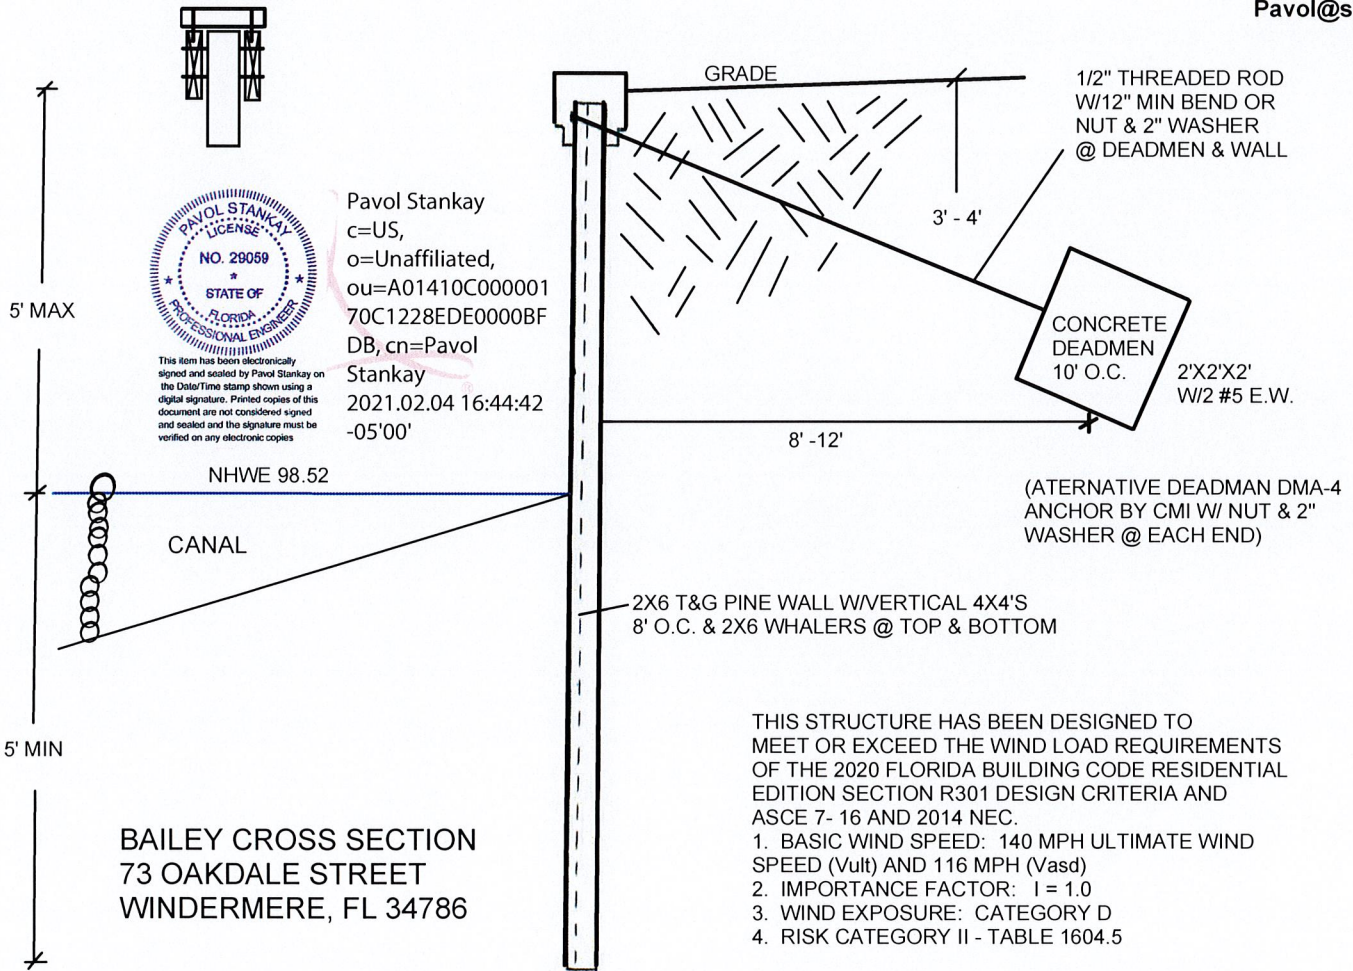 Pavol@s
GRADE
1/2" THREADED ROD
W/12" MIN BEND OR
NUT & 2" WASHER
@ DEADMEN & WALL
3' - 4'
5' MAX
PAVOL STANKAY
LICENSE
NO. 29059
*
STATE OF
FLORIDA
* PROFESSIONAL ENGINEER *
This item has been electronically
signed and sealed by Pavol Stankay on
the Date/Time stamp shown using a
digital signature. Printed copies of this
document are not considered signed
and sealed and the signature must be
verified on any electronic copies
Pavol Stankay
c=US,
o=Unaffiliated,
ou=A01410C000001
70C1228EDE0000BF
DB, cn=Pavol
Stankay
2021.02.04 16:44:42
-05'00'
CONCRETE
DEADMEN
10' O.C.
2'X2'X2'
W/2 #5 E.W.
8' -12'
NHWE 98.52
CANAL
(ATERNATIVE DEADMAN DMA-4
ANCHOR BY CMI W/ NUT & 2"
WASHER @ EACH END)
2X6 T&G PINE WALL W/VERTICAL 4X4'S
8' O.C. & 2X6 WHALERS @ TOP & BOTTOM
5' MIN
BAILEY CROSS SECTION
73 OAKDALE STREET
WINDERMERE, FL 34786
THIS STRUCTURE HAS BEEN DESIGNED TO
MEET OR EXCEED THE WIND LOAD REQUIREMENTS
OF THE 2020 FLORIDA BUILDING CODE RESIDENTIAL
EDITION SECTION R301 DESIGN CRITERIA AND
ASCE 7- 16 AND 2014 NEC.
1. BASIC WIND SPEED: 140 MPH ULTIMATE WIND
SPEED (Vult) AND 116 MPH (Vasd)
2. IMPORTANCE FACTOR: I = 1.0
3. WIND EXPOSURE: CATEGORY D
4. RISK CATEGORY II - TABLE 1604.5